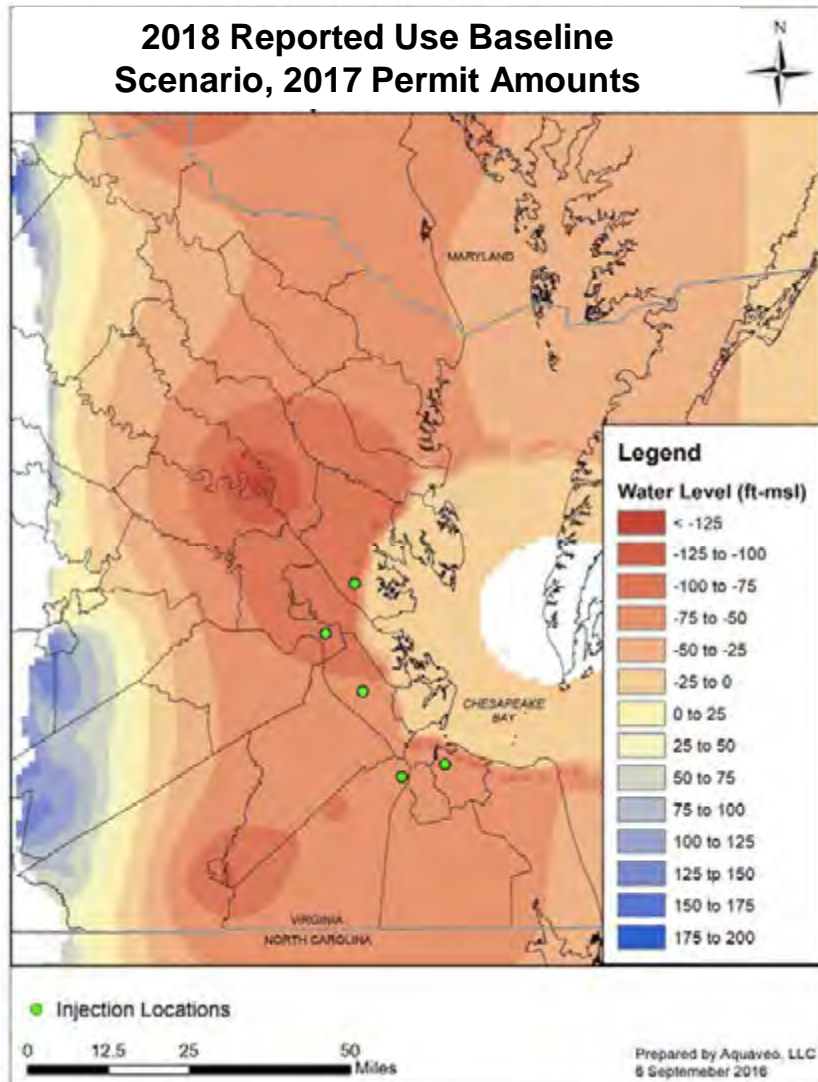 2018 Reported Use Baseline
Scenario, 2017 Permit Amounts
N
MARYLAND
Legend
Water Level (ft-msl)
< -125
-125 to -100
-100 to -75
-75 to -50
-50 to -25
-25 to 0
0 to 25
25 to 50
50 to 75
75 to 100
100 to 125
125 tp 150
150 to 175
175 to 200
CHESAPEAKE
BAY
VIRGINIA
NORTH CAROLINA
Injection Locations
0 12.5 25 50
Miles
Prepared by Aquaveo, LLC
6 Septemeber 2016